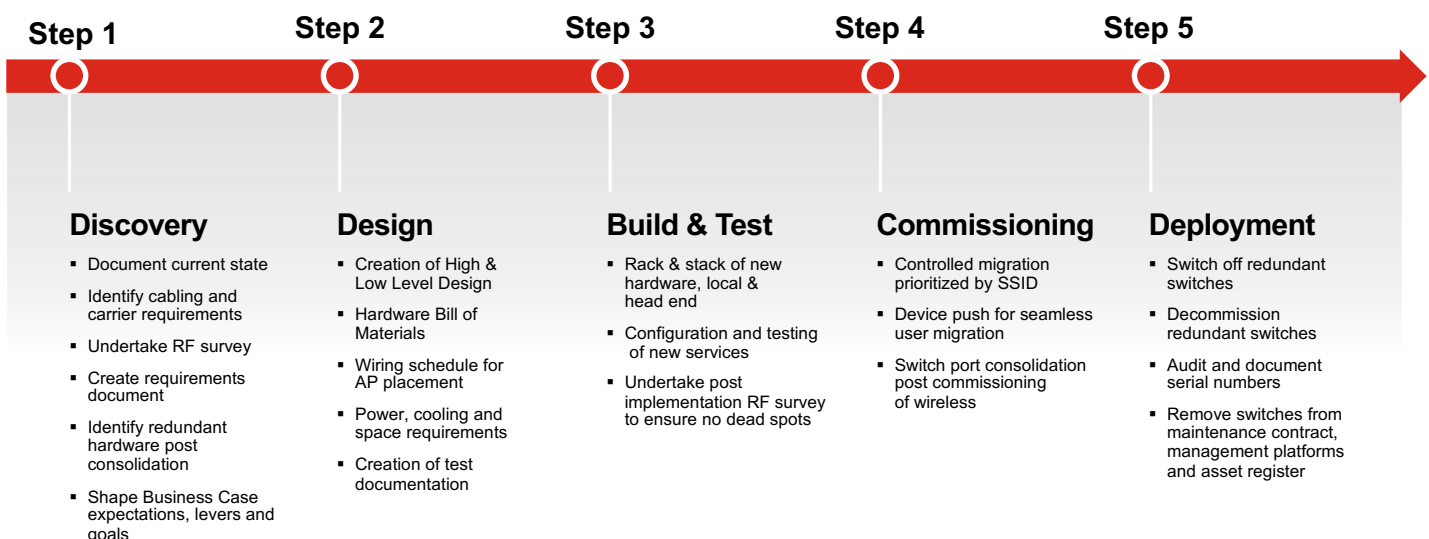 Step 1
Step 2
Step 3
Step 4
Step 5
Discovery
▪ Document current state
▪ Identify cabling and
carrier requirements
▪ Undertake RF survey
▪ Create requirements
document
▪ Identify redundant
hardware post
consolidation
▪ Shape Business Case
expectations, levers and
goals
Design
▪ Creation of High &
Low Level Design
▪ Hardware Bill of
Materials
▪ Wiring schedule for
AP placement
▪ Power, cooling and
space requirements
▪ Creation of test
documentation
Build & Test
▪ Rack & stack of new
hardware, local &
head end
▪ Configuration and testing
of new services
▪ Undertake post
implementation RF survey
to ensure no dead spots
Commissioning
▪ Controlled migration
prioritized by SSID
▪ Device push for seamless
user migration
▪ Switch port consolidation
post commissioning
of wireless
Deployment
▪ Switch off redundant
switches
▪ Decommission
redundant switches
▪ Audit and document
serial numbers
▪ Remove switches from
maintenance contract,
management platforms
and asset register